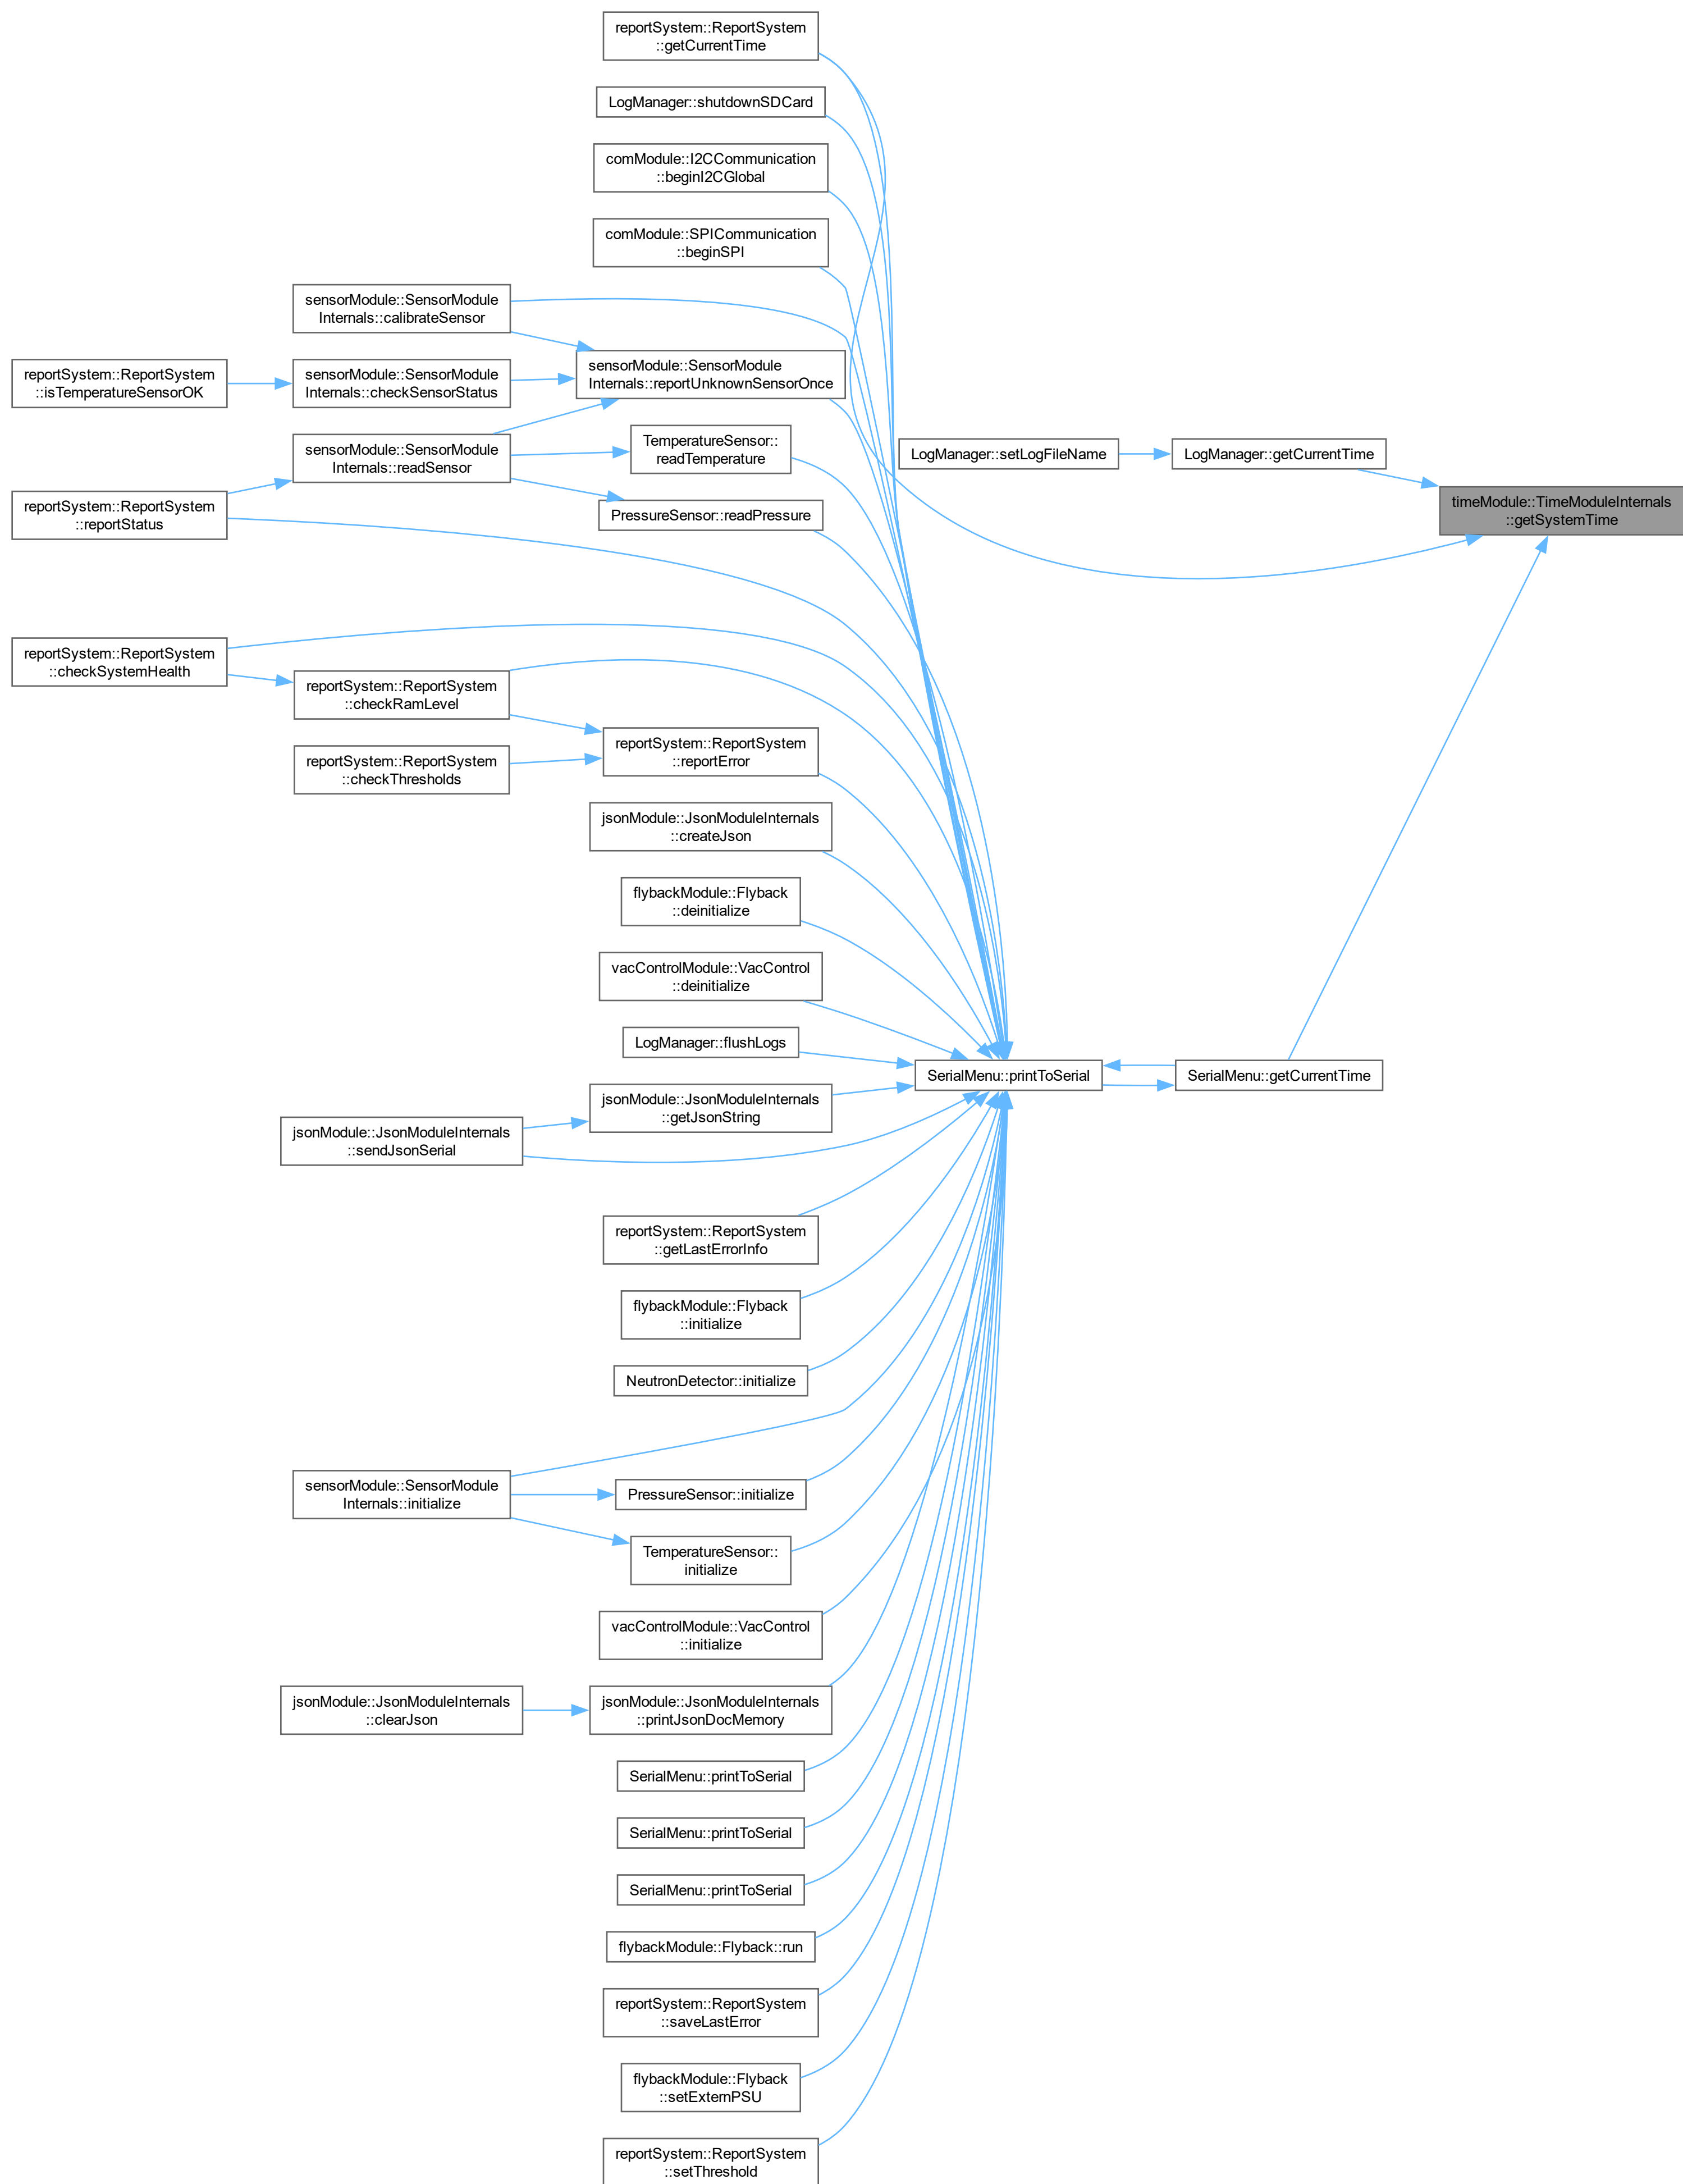 reportSystem::ReportSystem
::getCurrentTime
LogManager::shutdownSDCard
comModule::I2CCommunication
::beginI2CGlobal
comModule::SPICommunication
::beginSPI
sensorModule::SensorModule
Internals::calibrateSensor
sensorModule::SensorModule
Internals::reportUnknownSensorOnce
reportSystem::ReportSystem
::isTemperatureSensorOK
sensorModule::SensorModule
Internals::checkSensorStatus
TemperatureSensor::
readTemperature
sensorModule::SensorModule
Internals::readSensor
LogManager::setLogFileName
LogManager::getCurrentTime
reportSystem::ReportSystem
::reportStatus
PressureSensor::readPressure
timeModule::TimeModuleInternals
::getSystemTime
reportSystem::ReportSystem
::checkSystemHealth
reportSystem::ReportSystem
::checkRamLevel
reportSystem::ReportSystem
::reportError
reportSystem::ReportSystem
::checkThresholds
jsonModule::JsonModuleInternals
::createJson
flybackModule::Flyback
::deinitialize
vacControlModule::VacControl
::deinitialize
LogManager::flushLogs
SerialMenu::printToSerial
SerialMenu::getCurrentTime
jsonModule::JsonModuleInternals
::getJsonString
jsonModule::JsonModuleInternals
::sendJsonSerial
reportSystem::ReportSystem
::getLastErrorInfo
flybackModule::Flyback
::initialize
NeutronDetector::initialize
sensorModule::SensorModule
Internals::initialize
PressureSensor::initialize
TemperatureSensor::
initialize
vacControlModule::VacControl
::initialize
jsonModule::JsonModuleInternals
::clearJson
jsonModule::JsonModuleInternals
::printJsonDocMemory
SerialMenu::printToSerial
SerialMenu::printToSerial
SerialMenu::printToSerial
flybackModule::Flyback::run
reportSystem::ReportSystem
::saveLastError
flybackModule::Flyback
::setExternPSU
reportSystem::ReportSystem
::setThreshold